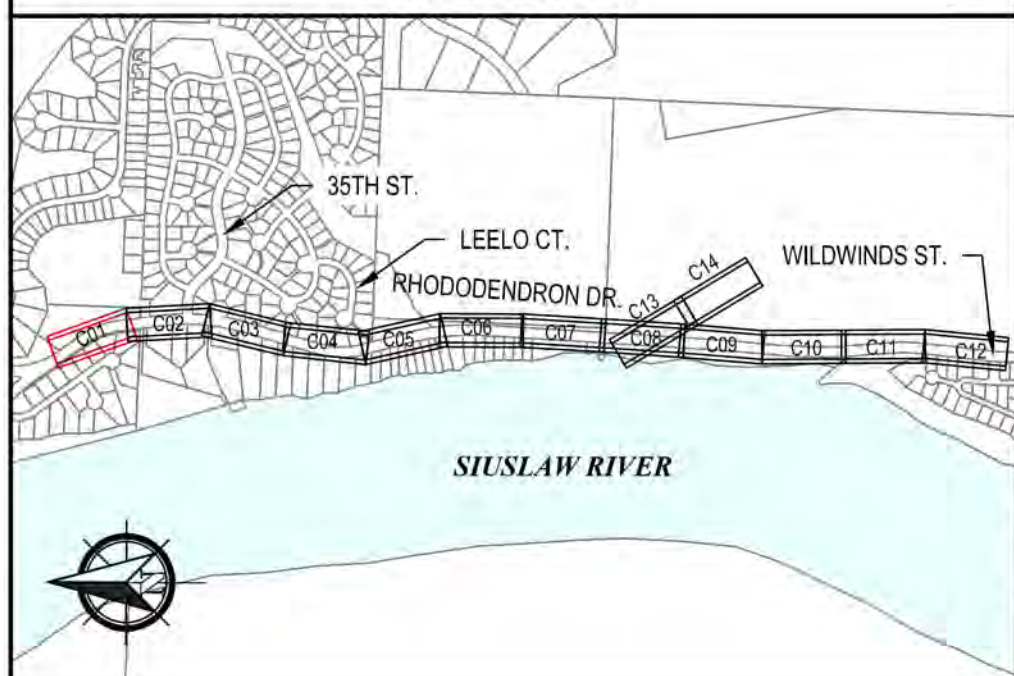 35TH ST.
LEELO CT.
RHODODENDRON DR.
WILDWINDS ST.
C01
C02
C03
C04
C05
C06
C07
C13
C14
C08
C09
C10
C11
C12
SIUSLAW RIVER
N